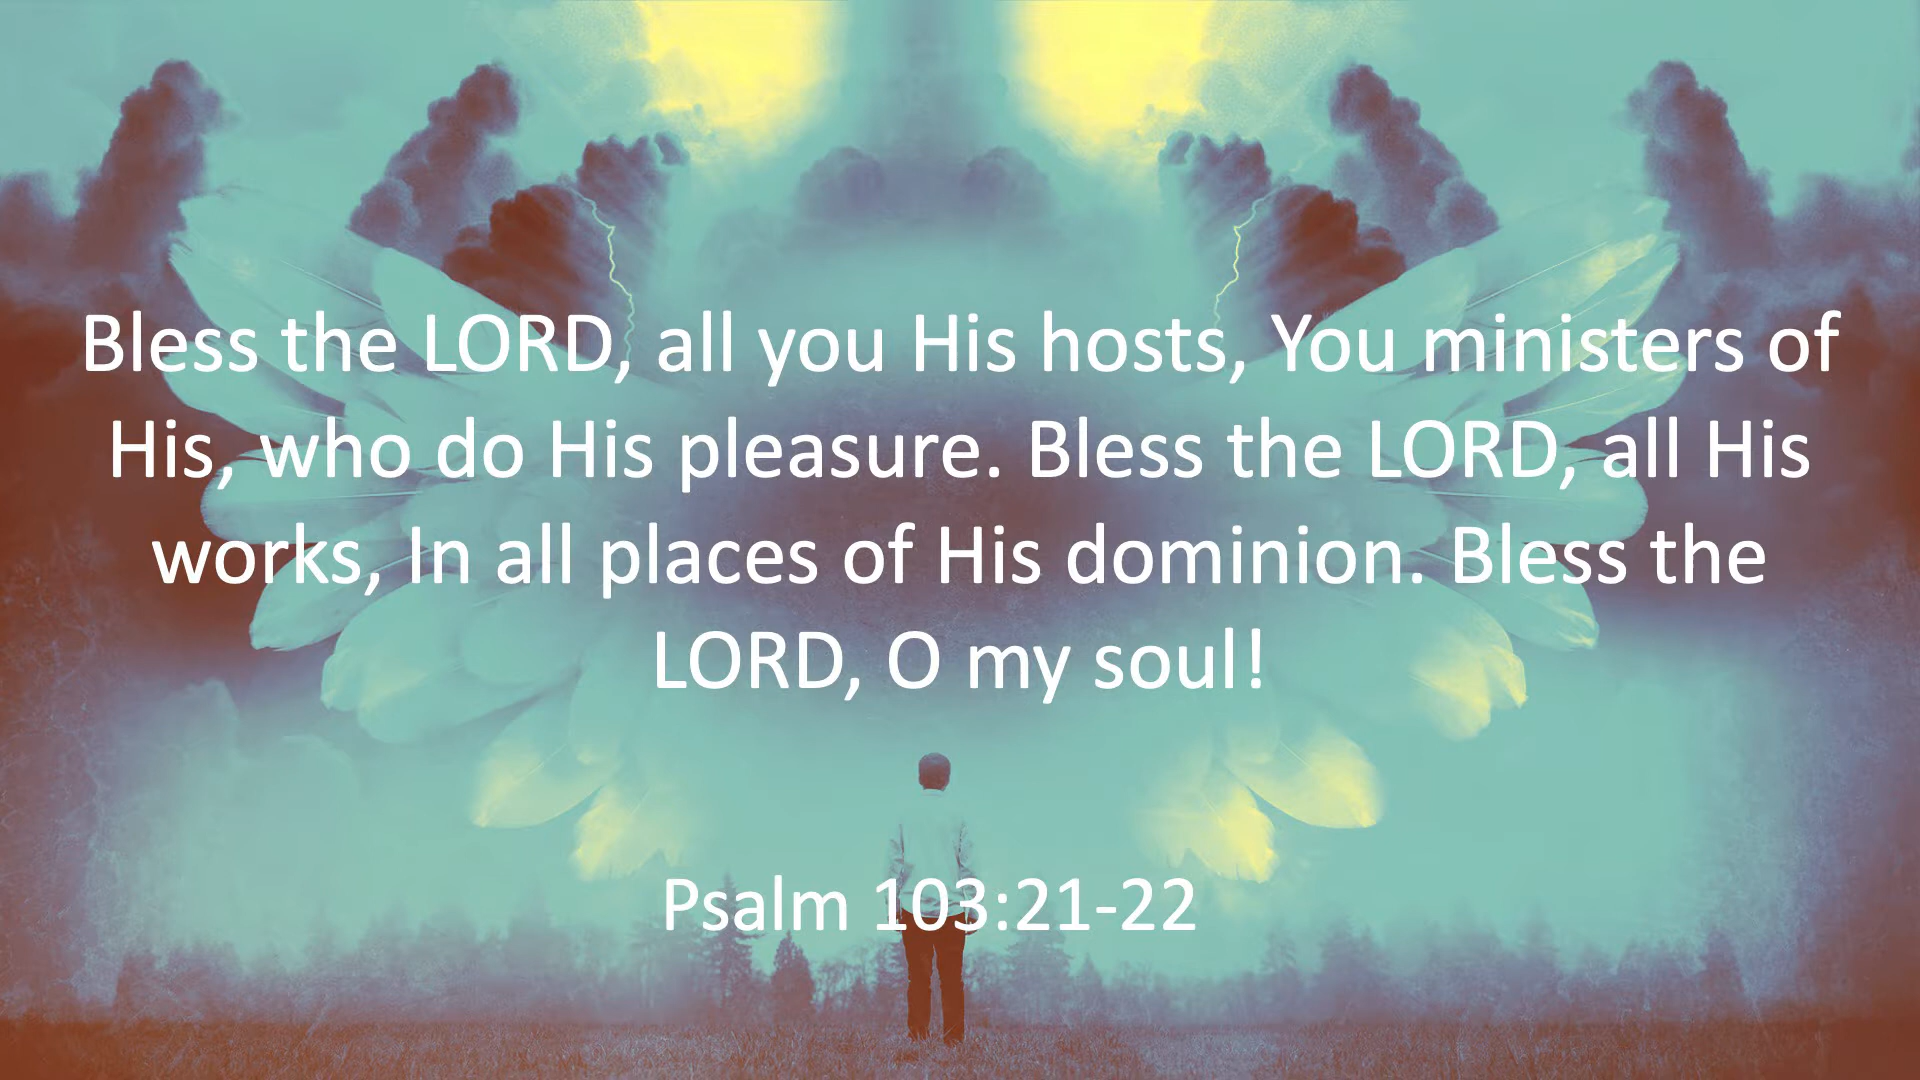 Bless the LORD, all you His hosts, You ministers of
His, who do His pleasure. Bless the LORD, all His
works, In all places of His dominion. Bless the
LORD, O my soul!
Psalm 103:21-22